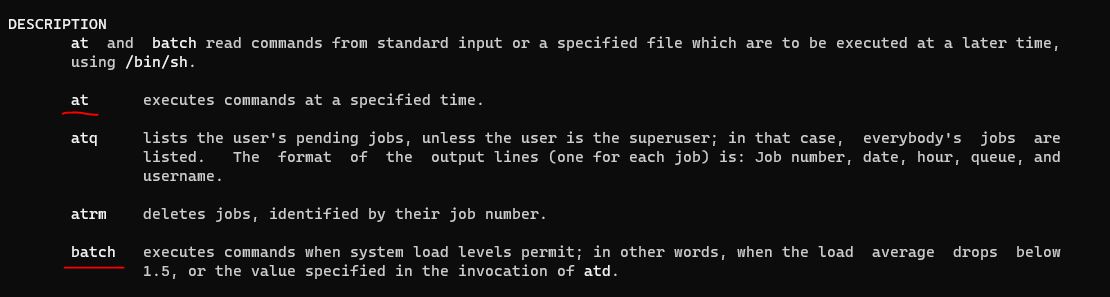 DESCRIPTION
at and batch read commands from standard input or a specified file which are to be executed at a later time,
using /bin/sh.
at executes commands at a specified time.
atq lists the user's pending jobs, unless the user is the superuser; in that case, everybody's jobs are
listed. The format of the output lines (one for each job) is: Job number, date, hour, queue, and
username.
atrm deletes jobs, identified by their job number.
batch executes commands when system load levels permit; in other words, when the load average drops below
1.5, or the value specified in the invocation of atd.